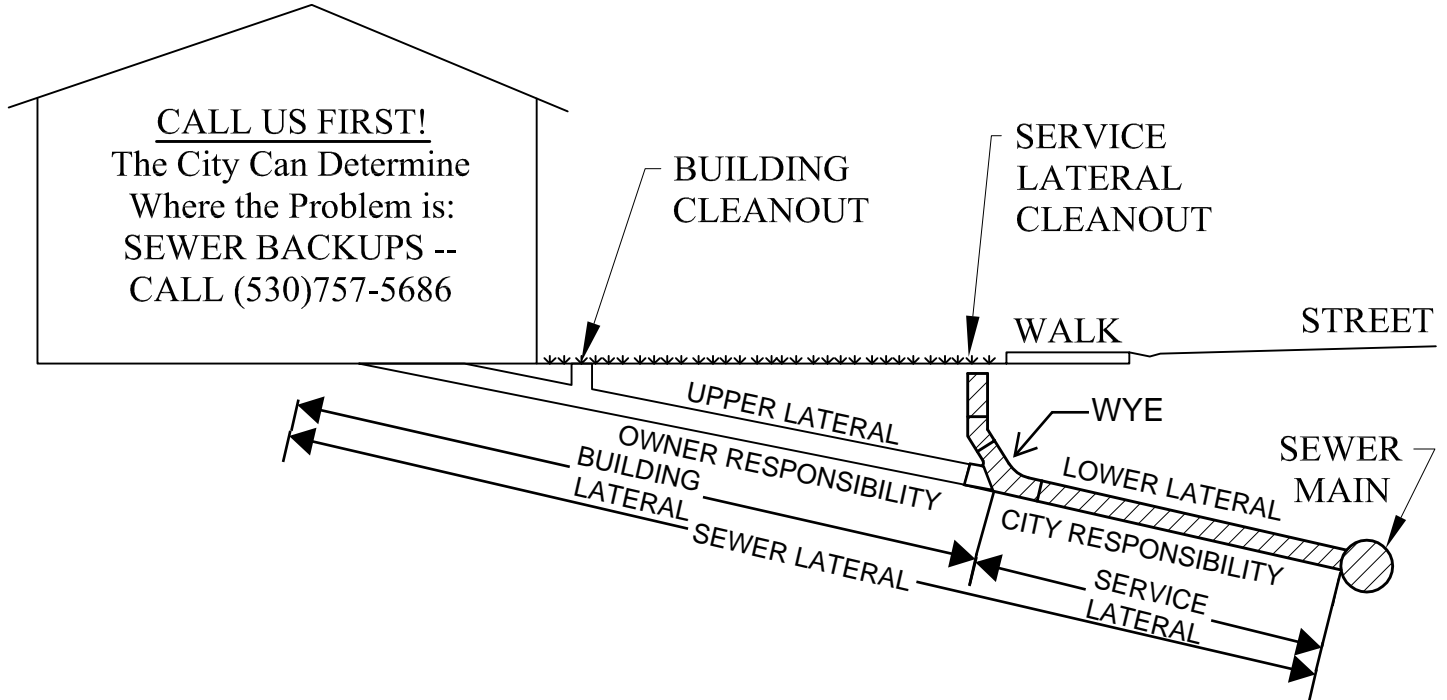 CALL US FIRST!
The City Can Determine
Where the Problem is:
SEWER BACKUPS --
CALL (530)757-5686
BUILDING
CLEANOUT
SERVICE
LATERAL
CLEANOUT
WALK
STREET
UPPER LATERAL
WYE
OWNER RESPONSIBILITY
LOWER LATERAL
SEWER
MAIN
CITY RESPONSIBILITY
BUILDING
LATERAL
SERVICE
LATERAL
SEWER LATERAL